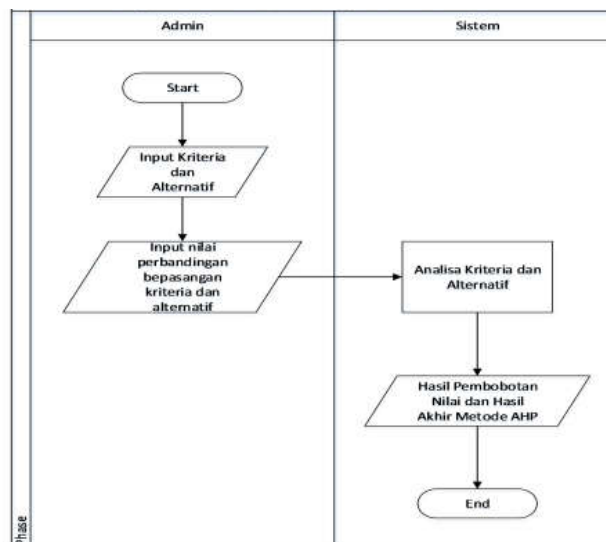 Admin
Sistem
Start
Input Kriteria
dan
Alternatif
Input nilai
perbandingan
bepasangan
kriteria dan
alternatif
Analisa Kriteria dan
Alternatif
Hasil Pembobotan
Nilai dan Hasil
Akhir Metode AHP
End
Phase